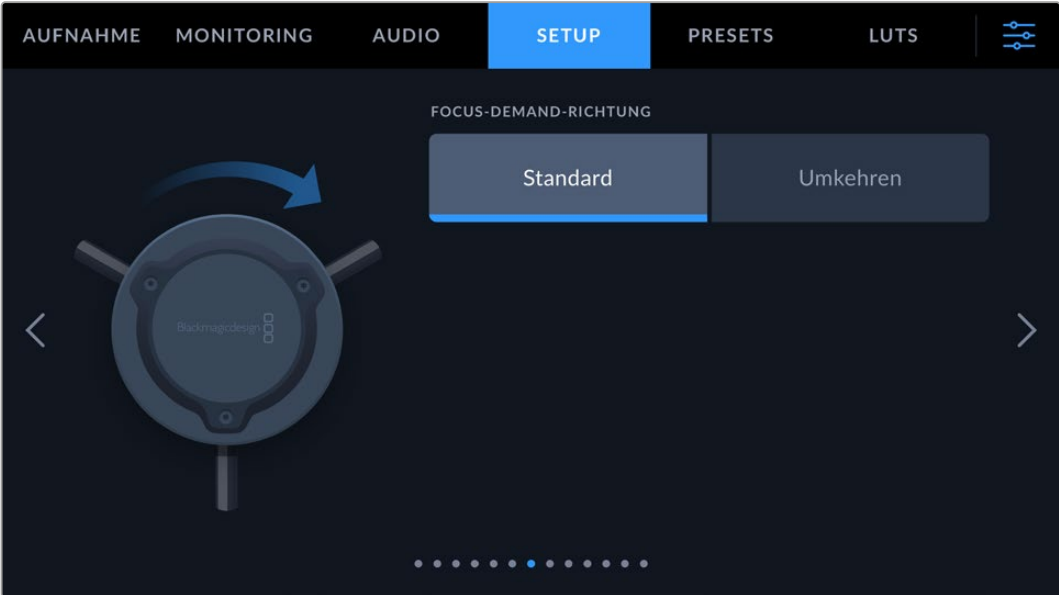 AUFNAHME MONITORING AUDIO SETUP PRESETS LUTS
FOCUS-DEMAND-RICHTUNG
Standard Umkehren
Blackmagicdesign